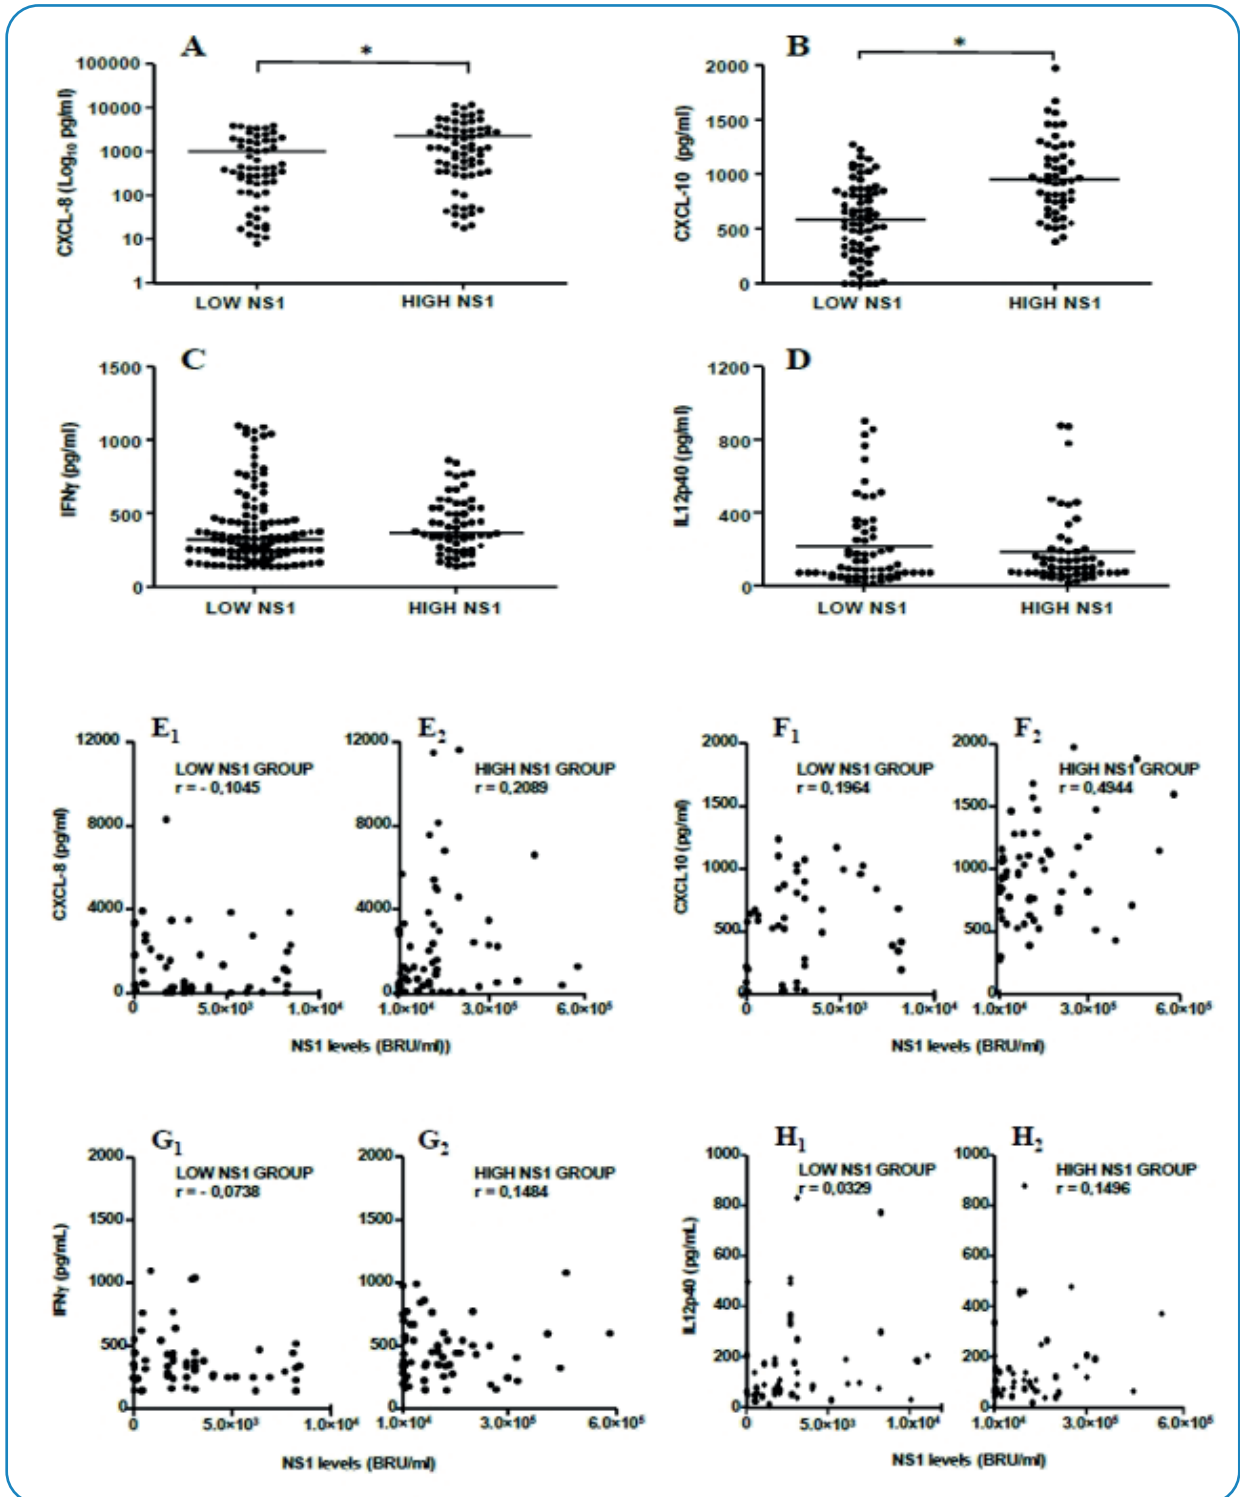 A
B
*
*
100000
10000
1000
100
10
1
CXCL-8 (Log10 pg/ml)
LOW NS1
HIGH NS1
2000
1500
1000
500
0
CXCL-10 (pg/ml)
LOW NS1
HIGH NS1
C
D
1500
1000
500
0
IFNγ (pg/ml)
LOW NS1
HIGH NS1
1200
800
400
0
IL12p40 (pg/ml)
LOW NS1
HIGH NS1
E1
12000
8000
4000
0
CXCL-8 (pg/ml)
LOW NS1 GROUP
r = - 0,1045
0
5.0×10³
1.0×10⁴
E2
12000
8000
4000
0
HIGH NS1 GROUP
r = 0,2089
1.0×10⁴
3.0×10⁵
6.0×10⁵
NS1 levels (BRU/ml))
F1
2000
1500
1000
500
0
CXCL10 (pg/ml)
LOW NS1 GROUP
r = 0,1964
0
5.0×10³
1.0×10⁴
F2
2000
1500
1000
500
0
HIGH NS1 GROUP
r = 0,4944
1.0×10⁴
3.0×10⁵
6.0×10⁵
NS1 levels (BRU/ml)
G1
2000
1500
1000
500
0
IFNγ (pg/mL)
LOW NS1 GROUP
r = - 0,0738
0
5.0×10³
1.0×10⁴
G2
2000
1500
1000
500
0
HIGH NS1 GROUP
r = 0,1484
1.0×10⁴
3.0×10⁵
6.0×10⁵
NS1 levels (BRU/ml)
H1
1000
800
600
400
200
0
IL12p40 (pg/mL)
LOW NS1 GROUP
r = 0,0329
0
5.0×10³
1.0×10⁴
H2
1000
800
600
400
200
0
HIGH NS1 GROUP
r = 0,1496
1.0×10⁴
3.0×10⁵
6.0×10⁵
NS1 levels (BRU/ml)